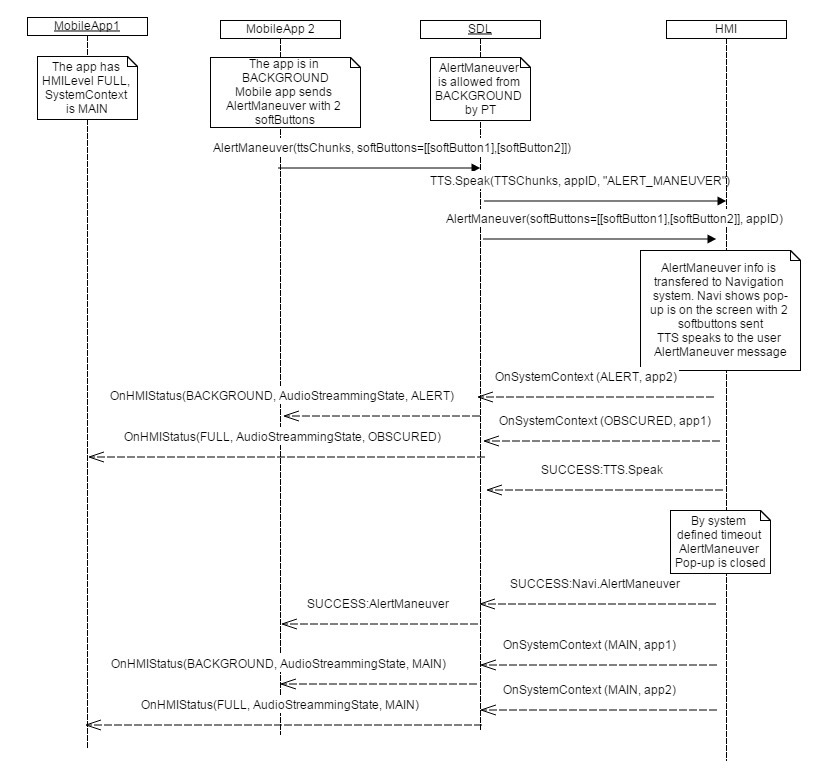 MobileApp1
MobileApp 2
SDL
HMI
The app has
HMILevel FULL,
SystemContext
is MAIN
The app is in
BACKGROUND
Mobile app sends
AlertManeuver with 2
softButtons
AlertManeuver
is allowed from
BACKGROUND
by PT
AlertManeuver(ttsChunks, softButtons=[[softButton1],[softButton2]])
TTS.Speak(TTSChunks, appID, "ALERT_MANEUVER")
AlertManeuver(softButtons=[[softButton1],[softButton2]], appID)
AlertManeuver info is
transfered to Navigation
system. Navi shows pop-
up is on the screen with 2
softbuttons sent
TTS speaks to the user
AlertManeuver message
OnSystemContext (ALERT, app2)
OnHMIStatus(BACKGROUND, AudioStreammingState, ALERT)
OnSystemContext (OBSCURED, app1)
OnHMIStatus(FULL, AudioStreammingState, OBSCURED)
SUCCESS:TTS.Speak
By system
defined timeout
AlertManeuver
Pop-up is closed
SUCCESS:Navi.AlertManeuver
SUCCESS:AlertManeuver
OnSystemContext (MAIN, app1)
OnHMIStatus(BACKGROUND, AudioStreammingState, MAIN)
OnSystemContext (MAIN, app2)
OnHMIStatus(FULL, AudioStreammingState, MAIN)